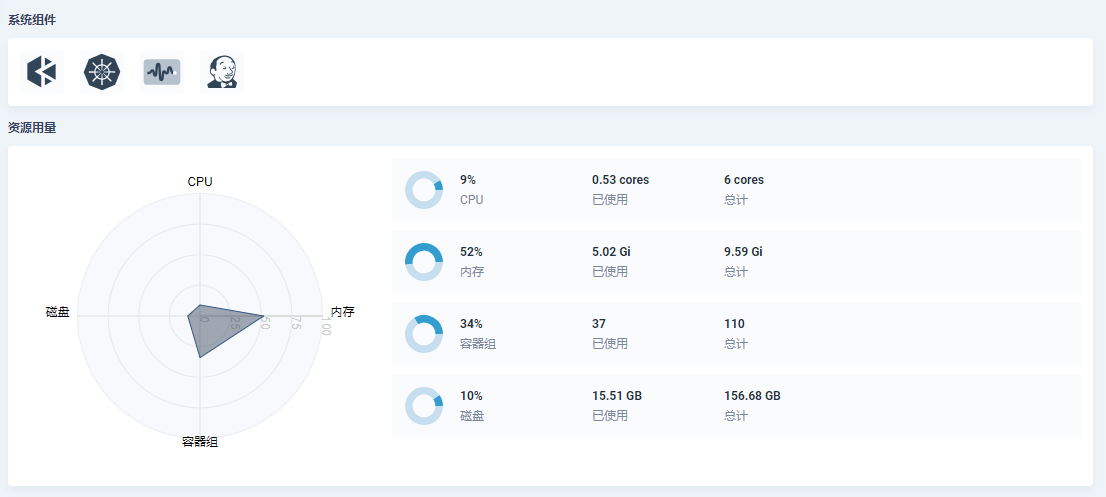 系统组件
资源用量
CPU
磁盘
内存
容器组
0
25
50
75
100
9%
CPU
0.53 cores
已使用
6 cores
总计
52%
内存
5.02 Gi
已使用
9.59 Gi
总计
34%
容器组
37
已使用
110
总计
10%
磁盘
15.51 GB
已使用
156.68 GB
总计